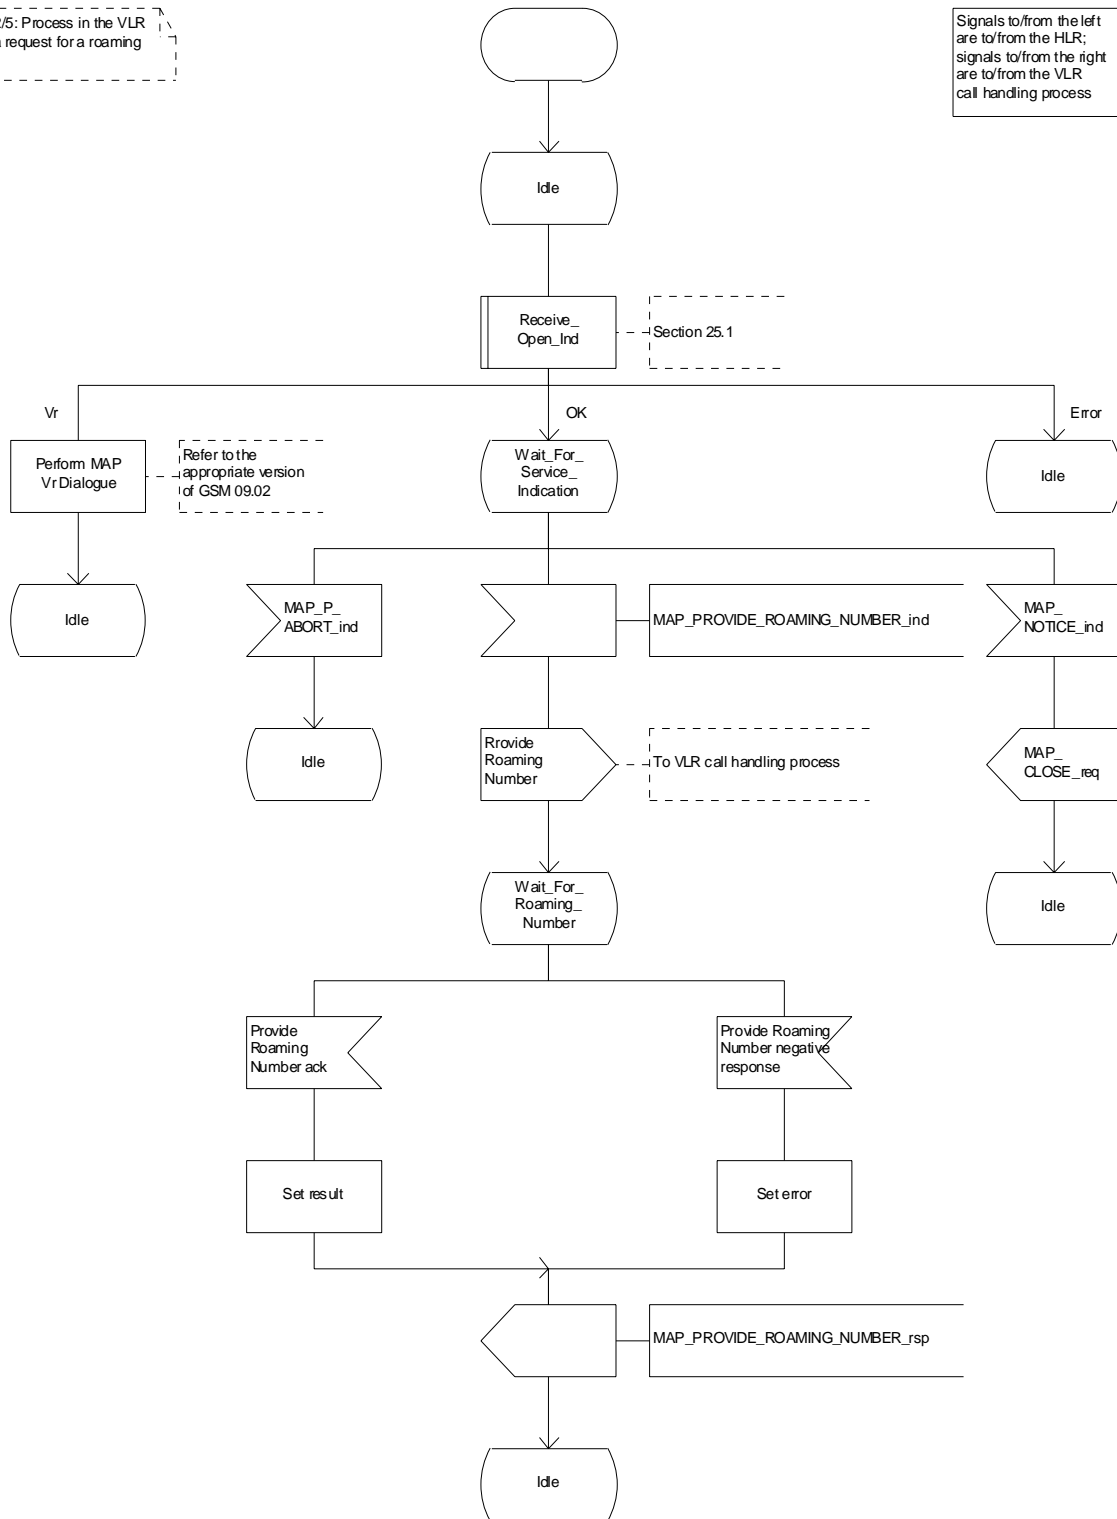 /5: Process in the VLR
request for a roaming
Signals to/from the left
are to/from the HLR;
signals to/from the right
are to/from the VLR
call handling process
Idle
Receive_
Open_Ind
Section 25.1
Vr
OK
Error
Perform MAP
Vr Dialogue
Refer to the
appropriate version
of GSM 09.02
Wait_For_
Service_
Indication
Idle
Idle
MAP_P_
ABORT_ind
MAP_PROVIDE_ROAMING_NUMBER_ind
MAP_
NOTICE_ind
Idle
Rrovide
Roaming
Number
To VLR call handling process
MAP_
CLOSE_req
Wait_For_
Roaming_
Number
Idle
Provide
Roaming
Number ack
Provide Roaming
Number negative
response
Set result
Set error
MAP_PROVIDE_ROAMING_NUMBER_rsp
Idle